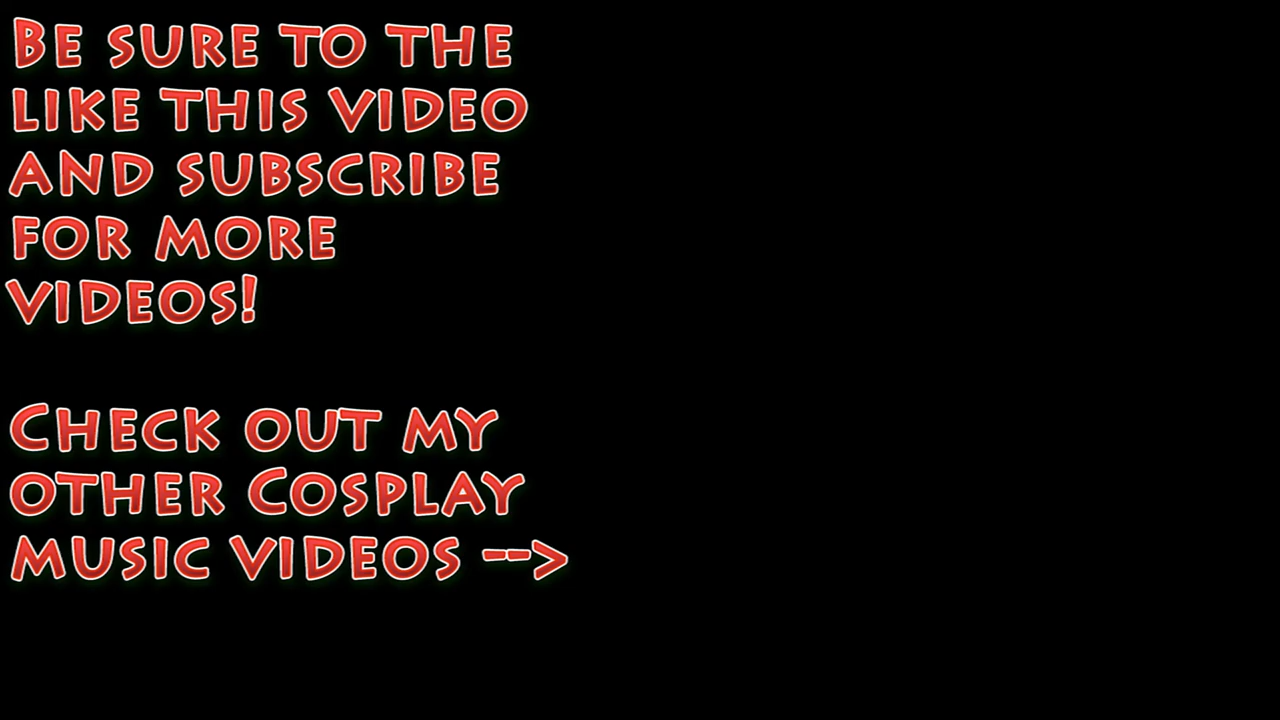 Be sure to the
like this video
and subscribe
for more
videos!
Check out my
other Cosplay
music videos -->